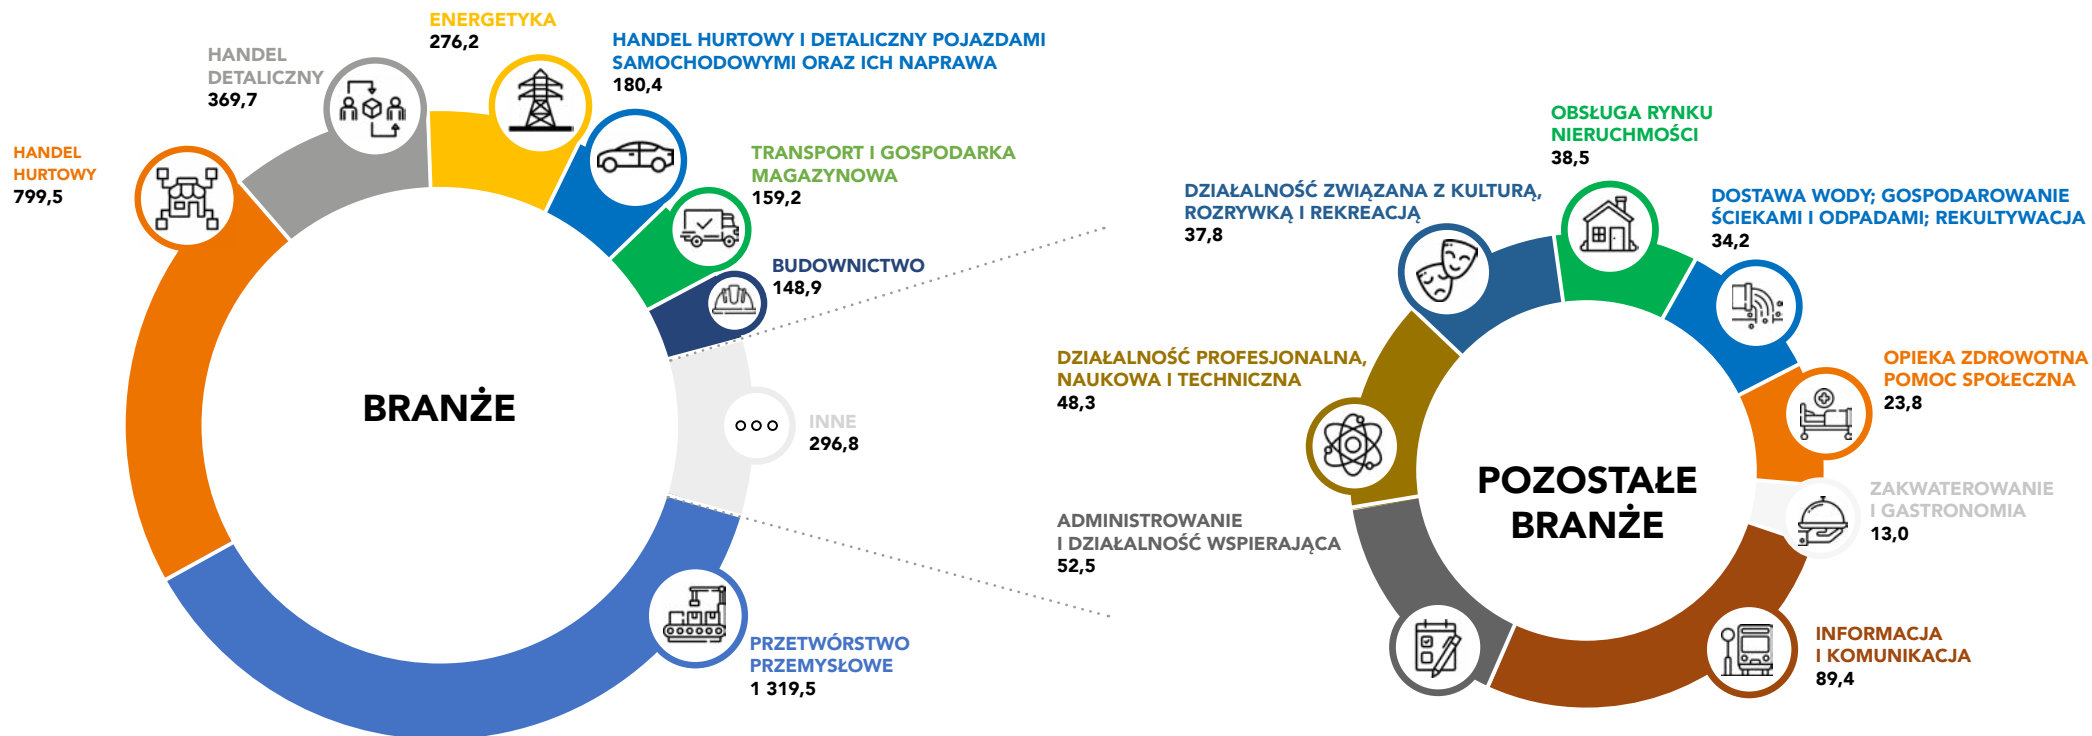 ENERGETYKA
276,2
HANDEL HURTOWY I DETALICZNY POJAZDAMI
SAMOCHODOWYMI ORAZ ICH NAPRAWA
180,4
HANDEL
DETALICZNY
369,7
HANDEL
HURTOWY
799,5
TRANSPORT I GOSPODARKA
MAGAZYNOWA
159,2
BUDOWNICTWO
148,9
BRANŻE
INNE
296,8
PRZETWÓRSTWO
PRZEMYSŁOWE
1 319,5
OBSŁUGA RYNKU
NIERUCHMOŚCI
38,5
DZIAŁALNOŚĆ ZWIĄZANA Z KULTURĄ,
ROZRYWKĄ I REKREACJĄ
37,8
DOSTAWA WODY; GOSPODAROWANIE
ŚCIEKAMI I ODPADAMI; REKULTYWACJA
34,2
DZIAŁALNOŚĆ PROFESJONALNA,
NAUKOWA I TECHNICZNA
48,3
OPIEKA ZDROWOTNA
POMOC SPOŁECZNA
23,8
POZOSTAŁE
BRANŻE
ZAKWATEROWANIE
I GASTRONOMIA
13,0
ADMINISTROWANIE
I DZIAŁALNOŚĆ WSPIERAJĄCA
52,5
INFORMACJA
I KOMUNIKACJA
89,4